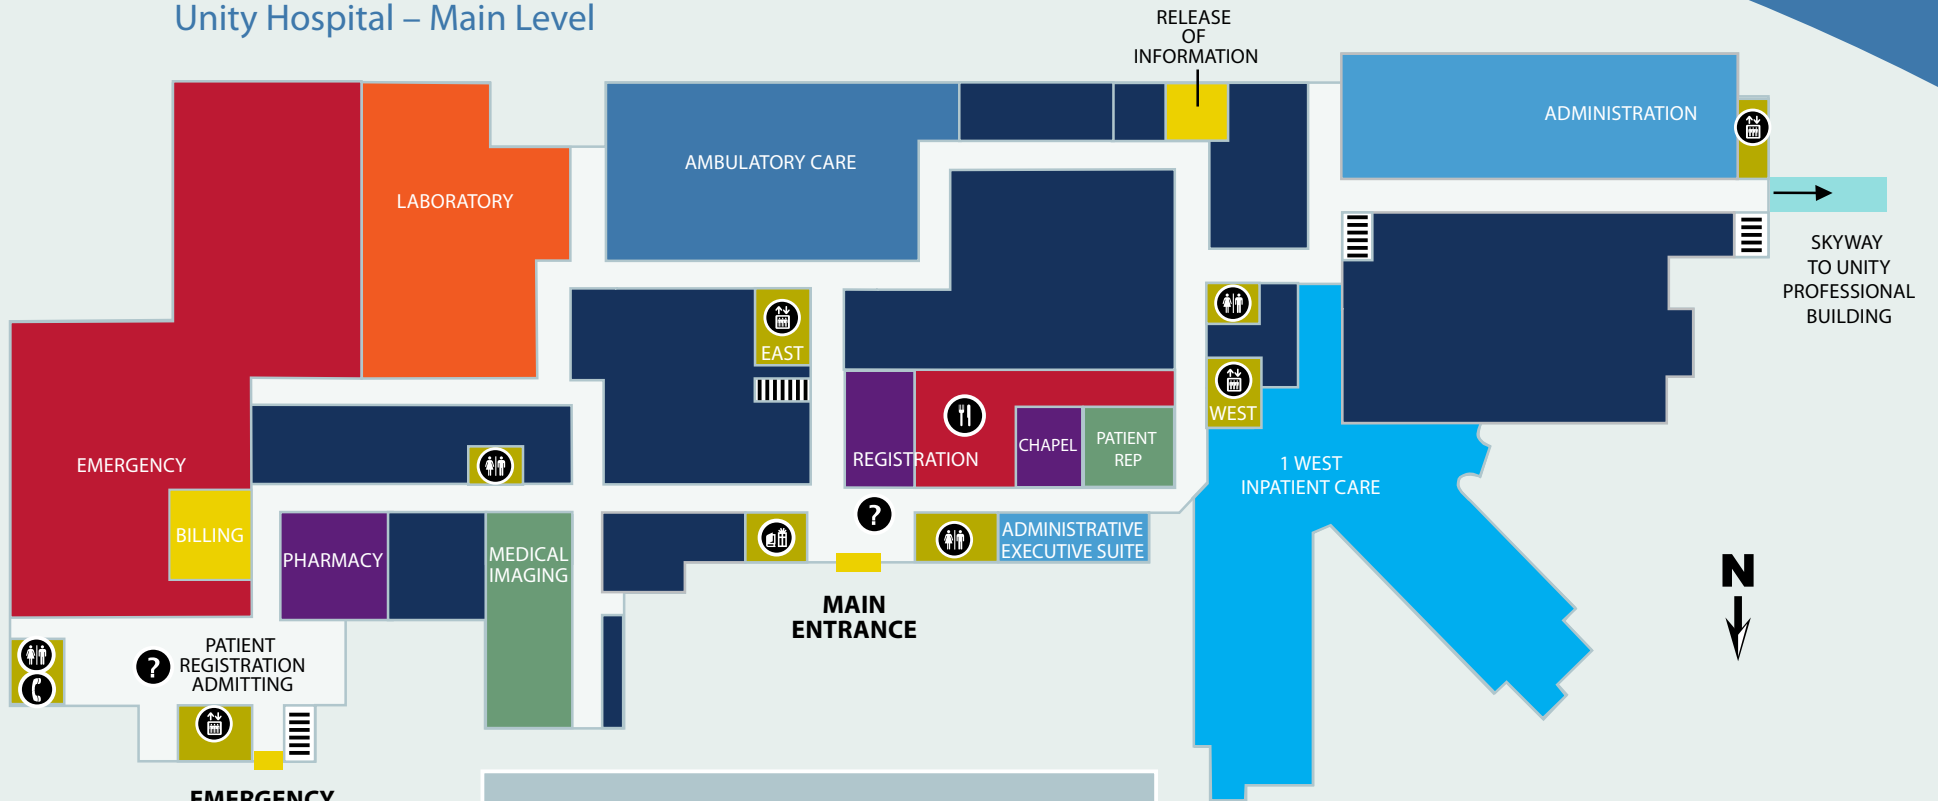 Unity Hospital – Main Level
RELEASE
OF
INFORMATION
ADMINISTRATION
AMBULATORY CARE
LABORATORY
SKYWAY
TO UNITY
PROFESSIONAL
BUILDING
EAST
WEST
EMERGENCY
REGISTRATION
CHAPEL
PATIENT
REP
1 WEST
INPATIENT CARE
BILLING
PHARMACY
MEDICAL
IMAGING
?
ADMINISTRATIVE
EXECUTIVE SUITE
MAIN
ENTRANCE
N
?
PATIENT
REGISTRATION
ADMITTING
EMERGENCY